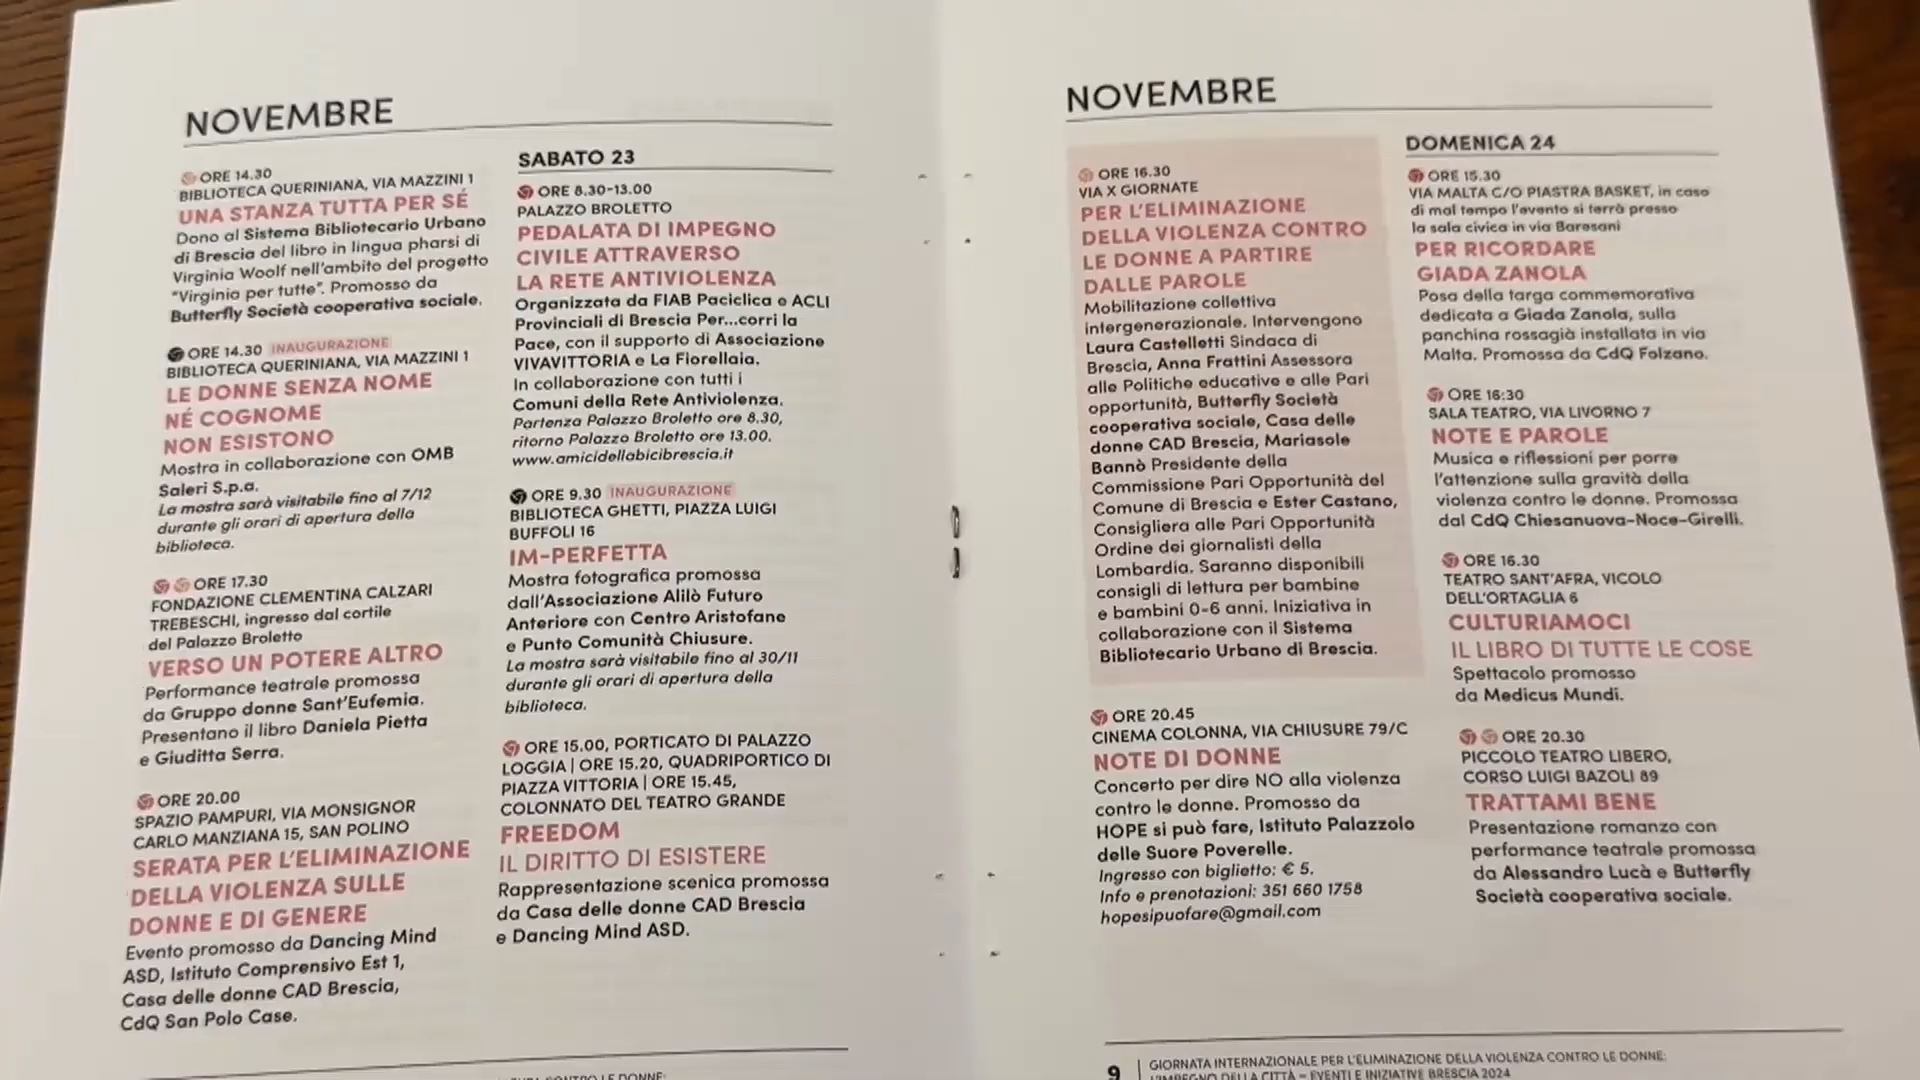 NOVEMBRE
ORE 14.30
BIBLIOTECA QUERINIANA, VIA MAZZINI 1
UNA STANZA TUTTA PER SÉ
Dono al Sistema Bibliotecario Urbano
di Brescia del libro in lingua pharsi di
Virginia Woolf nell'ambito del progetto
"Virginia per tutte". Promosso da
Butterfly Società cooperativa sociale.
ORE 14.30 INAUGURAZIONE
BIBLIOTECA QUERINIANA, VIA MAZZINI 1
LE DONNE SENZA NOME
NÉ COGNOME
NON ESISTONO
Mostra in collaborazione con OMB
Saleri S.p.a.
La mostra sarà visitabile fino al 7/12
durante gli orari di apertura della
biblioteca.
ORE 17.30
FONDAZIONE CLEMENTINA CALZARI
TREBESCHI, ingresso dal cortile
del Palazzo Broletto
VERSO UN POTERE ALTRO
Performance teatrale promossa
da Gruppo donne Sant'Eufemia.
Presentano il libro Daniela Pietta
e Giuditta Serra.
ORE 20.00
SPAZIO PAMPURI, VIA MONSIGNOR
CARLO MANZIANA 15, SAN POLINO
SERATA PER L'ELIMINAZIONE
DELLA VIOLENZA SULLE
DONNE E DI GENERE
Evento promosso da Dancing Mind
ASD, Istituto Comprensivo Est 1,
Casa delle donne CAD Brescia,
CdQ San Polo Case.
SABATO 23
ORE 8.30-13.00
PALAZZO BROLETTO
PEDALATA DI IMPEGNO
CIVILE ATTRAVERSO
LA RETE ANTIVIOLENZA
Organizzata da FIAB Paciclica e ACLI
Provinciali di Brescia Per...corri la
Pace, con il supporto di Associazione
VIVAVITTORIA e La Fiorellaia.
In collaborazione con tutti i
Comuni della Rete Antiviolenza.
Partenza Palazzo Broletto ore 8.30,
ritorno Palazzo Broletto ore 13.00.
www.amicidellabicibrescia.it
ORE 9.30 INAUGURAZIONE
BIBLIOTECA GHETTI, PIAZZA LUIGI
BUFFOLI 16
IM-PERFETTA
Mostra fotografica promossa
dall'Associazione Alilò Futuro
Anteriore con Centro Aristofane
e Punto Comunità Chiusure.
La mostra sarà visitabile fino al 30/11
durante gli orari di apertura della
biblioteca.
ORE 15.00, PORTICATO DI PALAZZO
LOGGIA | ORE 15.20, QUADRIPORTICO DI
PIAZZA VITTORIA | ORE 15.45,
COLONNATO DEL TEATRO GRANDE
FREEDOM
IL DIRITTO DI ESISTERE
Rappresentazione scenica promossa
da Casa delle donne CAD Brescia
e Dancing Mind ASD.
CONTRO LE DONNE:
NOVEMBRE
ORE 16.30
VIA X GIORNATE
PER L'ELIMINAZIONE
DELLA VIOLENZA CONTRO
LE DONNE A PARTIRE
DALLE PAROLE
Mobilitazione collettiva
intergenerazionale. Intervengono
Laura Castelletti Sindaca di
Brescia, Anna Frattini Assessora
alle Politiche educative e alle Pari
opportunità, Butterfly Società
cooperativa sociale, Casa delle
donne CAD Brescia, Mariasole
Bannò Presidente della
Commissione Pari Opportunità del
Comune di Brescia e Ester Castano,
Consigliera alle Pari Opportunità
Ordine dei giornalisti della
Lombardia. Saranno disponibili
consigli di lettura per bambine
e bambini 0-6 anni. Iniziativa in
collaborazione con il Sistema
Bibliotecario Urbano di Brescia.
ORE 20.45
CINEMA COLONNA, VIA CHIUSURE 79/C
NOTE DI DONNE
Concerto per dire NO alla violenza
contro le donne. Promosso da
HOPE si può fare, Istituto Palazzolo
delle Suore Poverelle.
Ingresso con biglietto: € 5.
Info e prenotazioni: 351 660 1758
hopesipuofare@gmail.com
DOMENICA 24
ORE 15.30
VIA MALTA C/O PIASTRA BASKET, in caso
di mal tempo l'evento si terrà presso
la sala civica in via Baresani
PER RICORDARE
GIADA ZANOLA
Posa della targa commemorativa
dedicata a Giada Zanola, sulla
panchina rossagià installata in via
Malta. Promossa da CdQ Folzano.
ORE 16:30
SALA TEATRO, VIA LIVORNO 7
NOTE E PAROLE
Musica e riflessioni per porre
l'attenzione sulla gravità della
violenza contro le donne. Promossa
dal CdQ Chiesanuova-Noce-Girelli.
ORE 16.30
TEATRO SANT'AFRA, VICOLO
DELL'ORTAGLIA 6
CULTURIAMOCI
IL LIBRO DI TUTTE LE COSE
Spettacolo promosso
da Medicus Mundi.
ORE 20.30
PICCOLO TEATRO LIBERO,
CORSO LUIGI BAZOLI 89
TRATTAMI BENE
Presentazione romanzo con
performance teatrale promossa
da Alessandro Lucà e Butterfly
Società cooperativa sociale.
9 | GIORNATA INTERNAZIONALE PER L'ELIMINAZIONE DELLA VIOLENZA CONTRO LE DONNE:
L'IMPEGNO DELLA CITTÀ – EVENTI E INIZIATIVE BRESCIA 2024